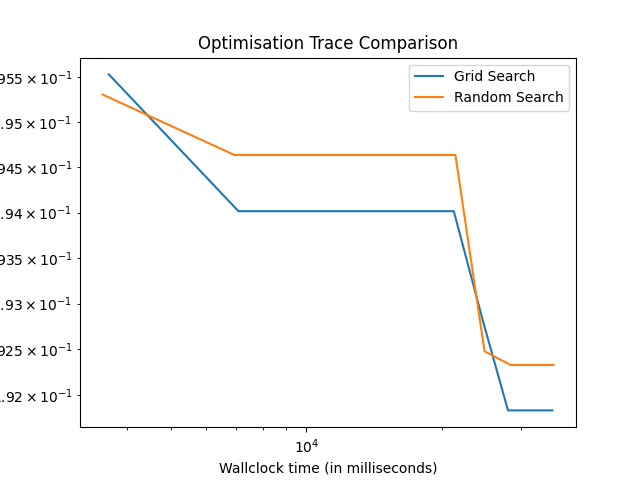 Optimisation Trace Comparison
Grid Search
Random Search
955 × 10⁻¹
.95 × 10⁻¹
945 × 10⁻¹
.94 × 10⁻¹
935 × 10⁻¹
.93 × 10⁻¹
925 × 10⁻¹
.92 × 10⁻¹
10⁴
Wallclock time (in milliseconds)